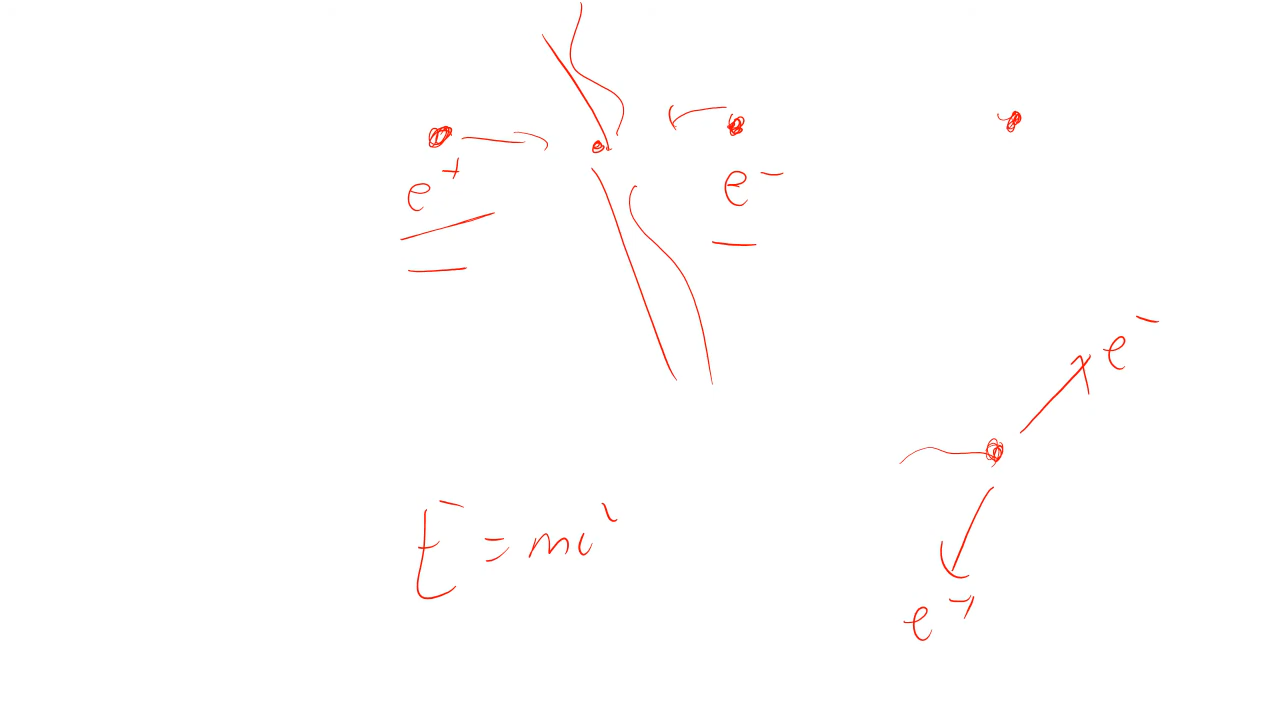 e⁺
e⁻
e⁻
E = mc²
e⁺